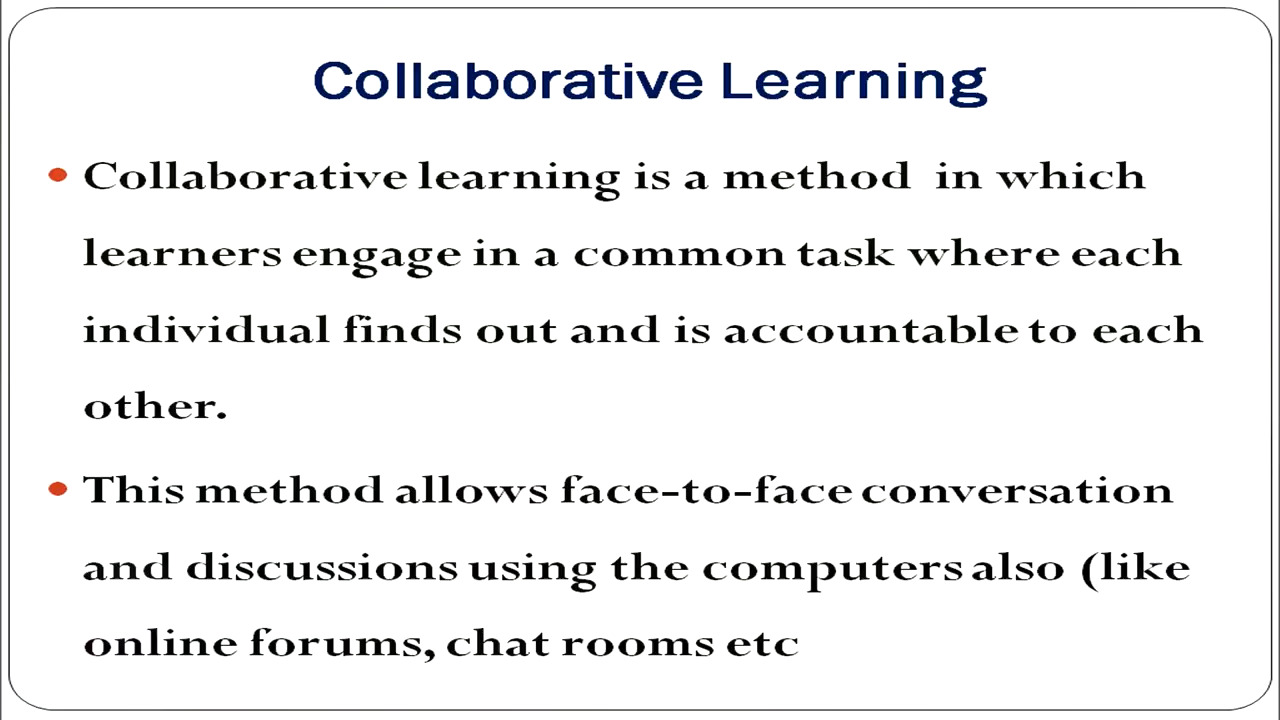 Collaborative Learning
Collaborative learning is a method in which
learners engage in a common task where each
individual finds out and is accountable to each
other.
This method allows face-to-face conversation
and discussions using the computers also (like
online forums, chat rooms etc